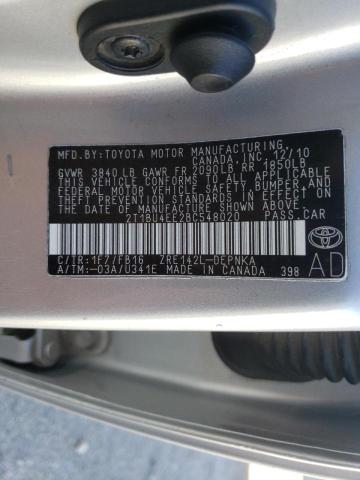 MFD.BY:TOYOTA MOTOR MANUFACTURING,
CANADA,INC. 12/10
GVWR 3840 LB GAWR FR 2090LB RR 1850LB
THIS VEHICLE CONFORMS TO ALL APPLICABLE
FEDERAL MOTOR VEHICLE SAFETY,BUMPER,AND
THEFT PREVENTION STANDARDS IN EFFECT ON
THE DATE OF MANUFACTURE SHOWN ABOVE.
2T1BU4EE2BC548020 PASS.CAR
C/TR:1F7/FB16 ZRE142L-DEPNKA
A/TM:-03A/U341E MADE IN CANADA 398
AD